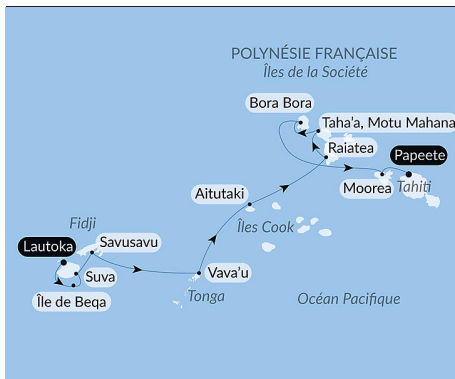 POLYNÉSIE FRANÇAISE
Îles de la Société
Bora Bora
Taha'a, Motu Mahana
Raiatea
Papeete
Moorea
Tahiti
Aitutaki
Îles Cook
Fidji
Savusavu
Lautoka
Suva
Vava'u
Île de Beqa
Tonga
Océan Pacifique